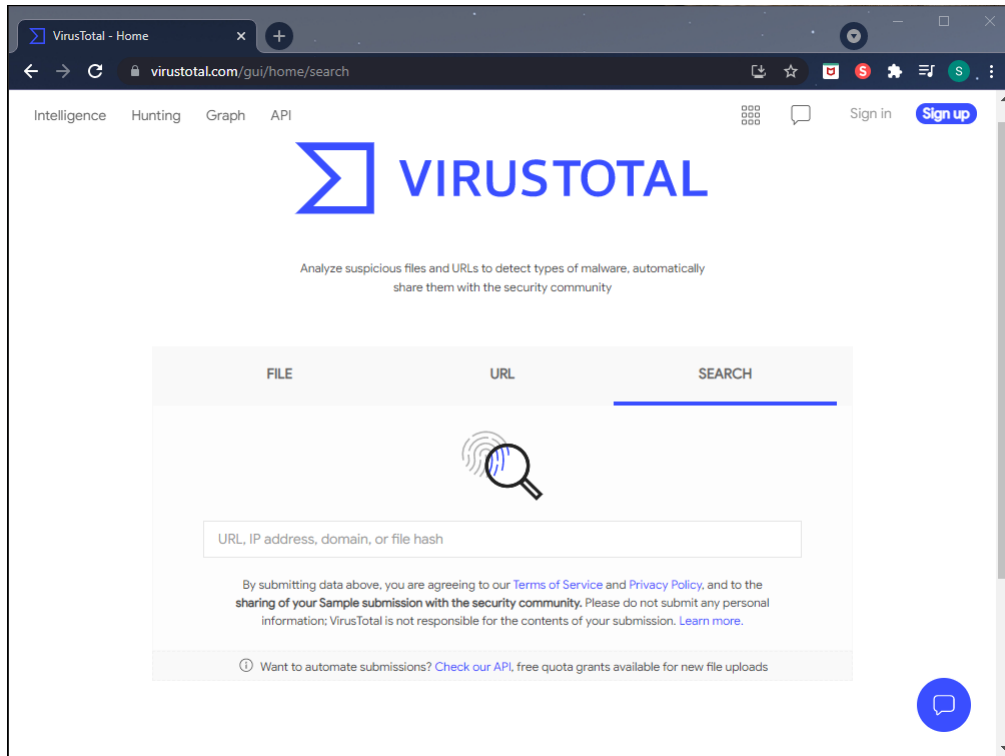 VirusTotal - Home
virustotal.com/gui/home/search
S
S
Intelligence Hunting Graph API Sign in Sign up
VIRUSTOTAL
Analyze suspicious files and URLs to detect types of malware, automatically
share them with the security community
FILE URL SEARCH
URL, IP address, domain, or file hash
By submitting data above, you are agreeing to our Terms of Service and Privacy Policy, and to the
sharing of your Sample submission with the security community. Please do not submit any personal
information; VirusTotal is not responsible for the contents of your submission. Learn more.
Want to automate submissions? Check our API, free quota grants available for new file uploads